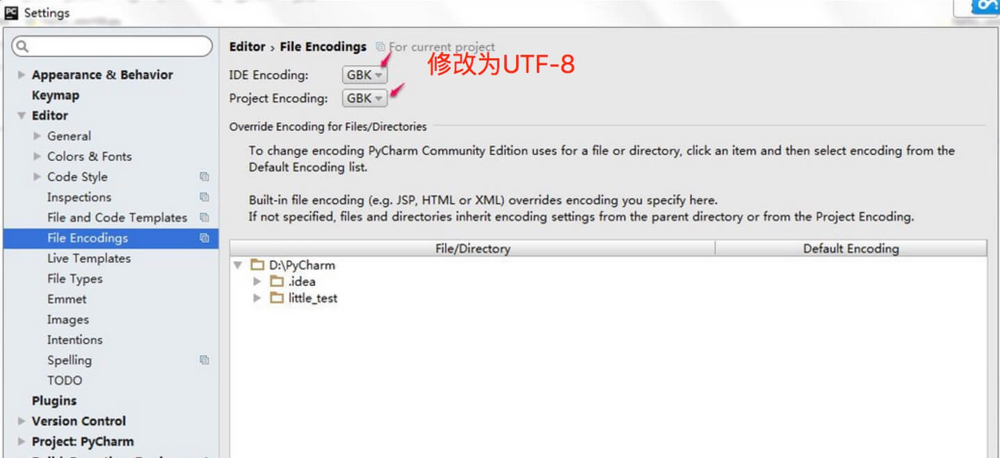 Settings
Editor › File Encodings For current project
修改为UTF-8
IDE Encoding: GBK
Project Encoding: GBK
Override Encoding for Files/Directories
To change encoding PyCharm Community Edition uses for a file or directory, click an item and then select encoding from the
Default Encoding list.
Built-in file encoding (e.g. JSP, HTML or XML) overrides encoding you specify here.
If not specified, files and directories inherit encoding settings from the parent directory or from the Project Encoding.
File/Directory Default Encoding
D:\PyCharm
.idea
little_test
Appearance & Behavior
Keymap
Editor
General
Colors & Fonts
Code Style
Inspections
File and Code Templates
File Encodings
Live Templates
File Types
Emmet
Images
Intentions
Spelling
TODO
Plugins
Version Control
Project: PyCharm